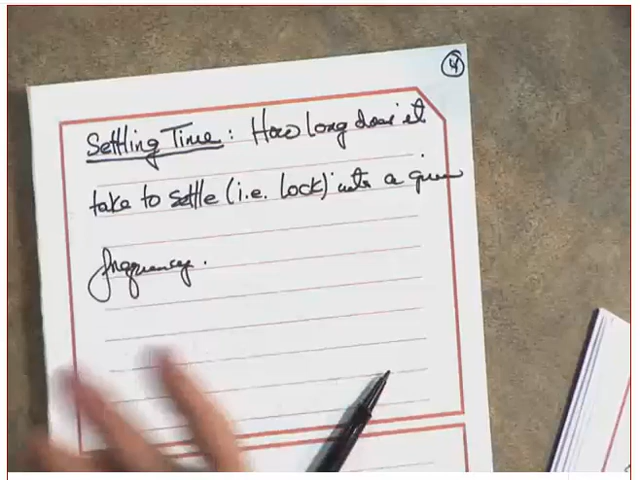 4
Settling Time: How long does it
take to settle (i.e. lock) into a given
frequency.